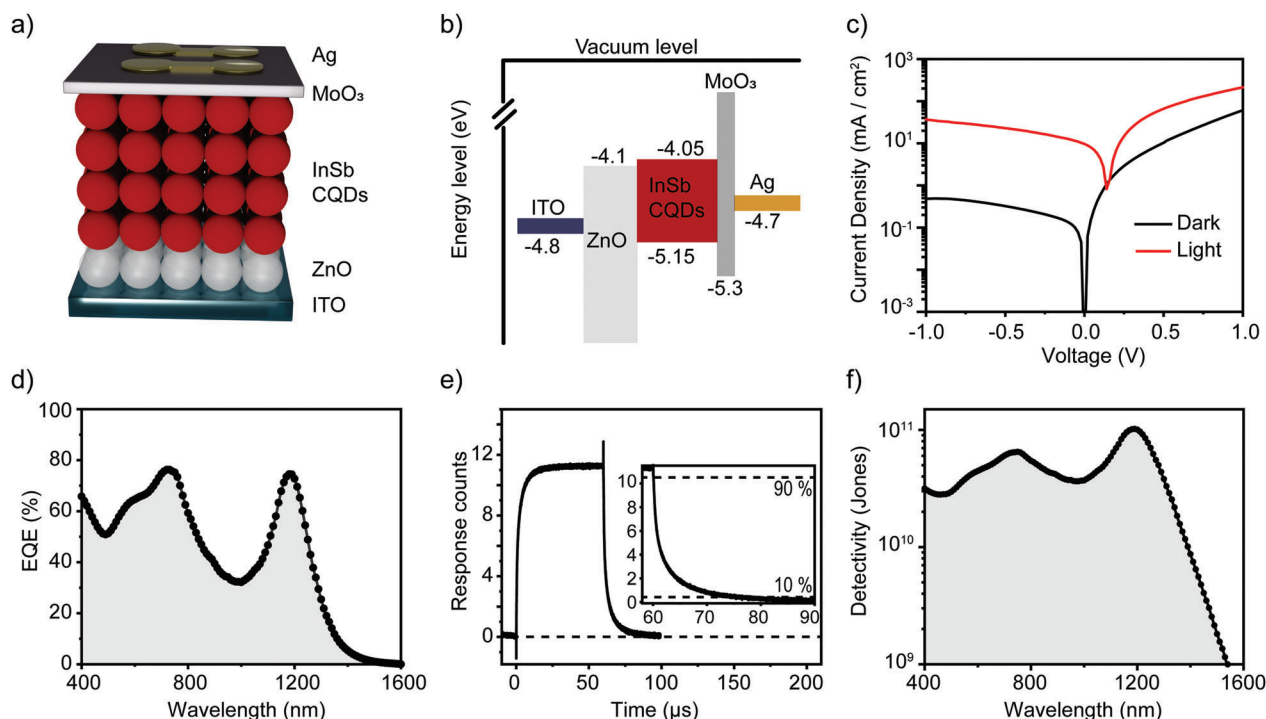 a)
Ag
MoO₃
InSb
CQDs
ZnO
ITO
b)
Vacuum level
Energy level (eV)
MoO₃
-4.1
-4.05
InSb
CQDs
Ag
ITO
ZnO
-4.7
-4.8
-5.15
-5.3
c)
Current Density (mA / cm²)
10³
10¹
10⁻¹
10⁻³
Dark
Light
-1.0
-0.5
0.0
0.5
1.0
Voltage (V)
d)
EQE (%)
100
80
60
40
20
0
400
800
1200
1600
Wavelength (nm)
e)
Response counts
12
8
4
0
10
8
6
4
2
0
90 %
10 %
60
70
80
90
0
50
100
150
200
Time (µs)
f)
Detectivity (Jones)
10¹¹
10¹⁰
10⁹
400
800
1200
1600
Wavelength (nm)